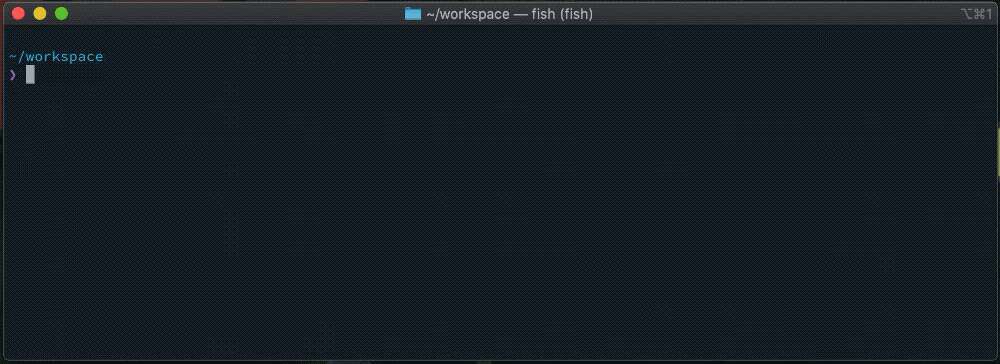 ~/workspace — fish (fish) ⌥⌘1
~/workspace
❯